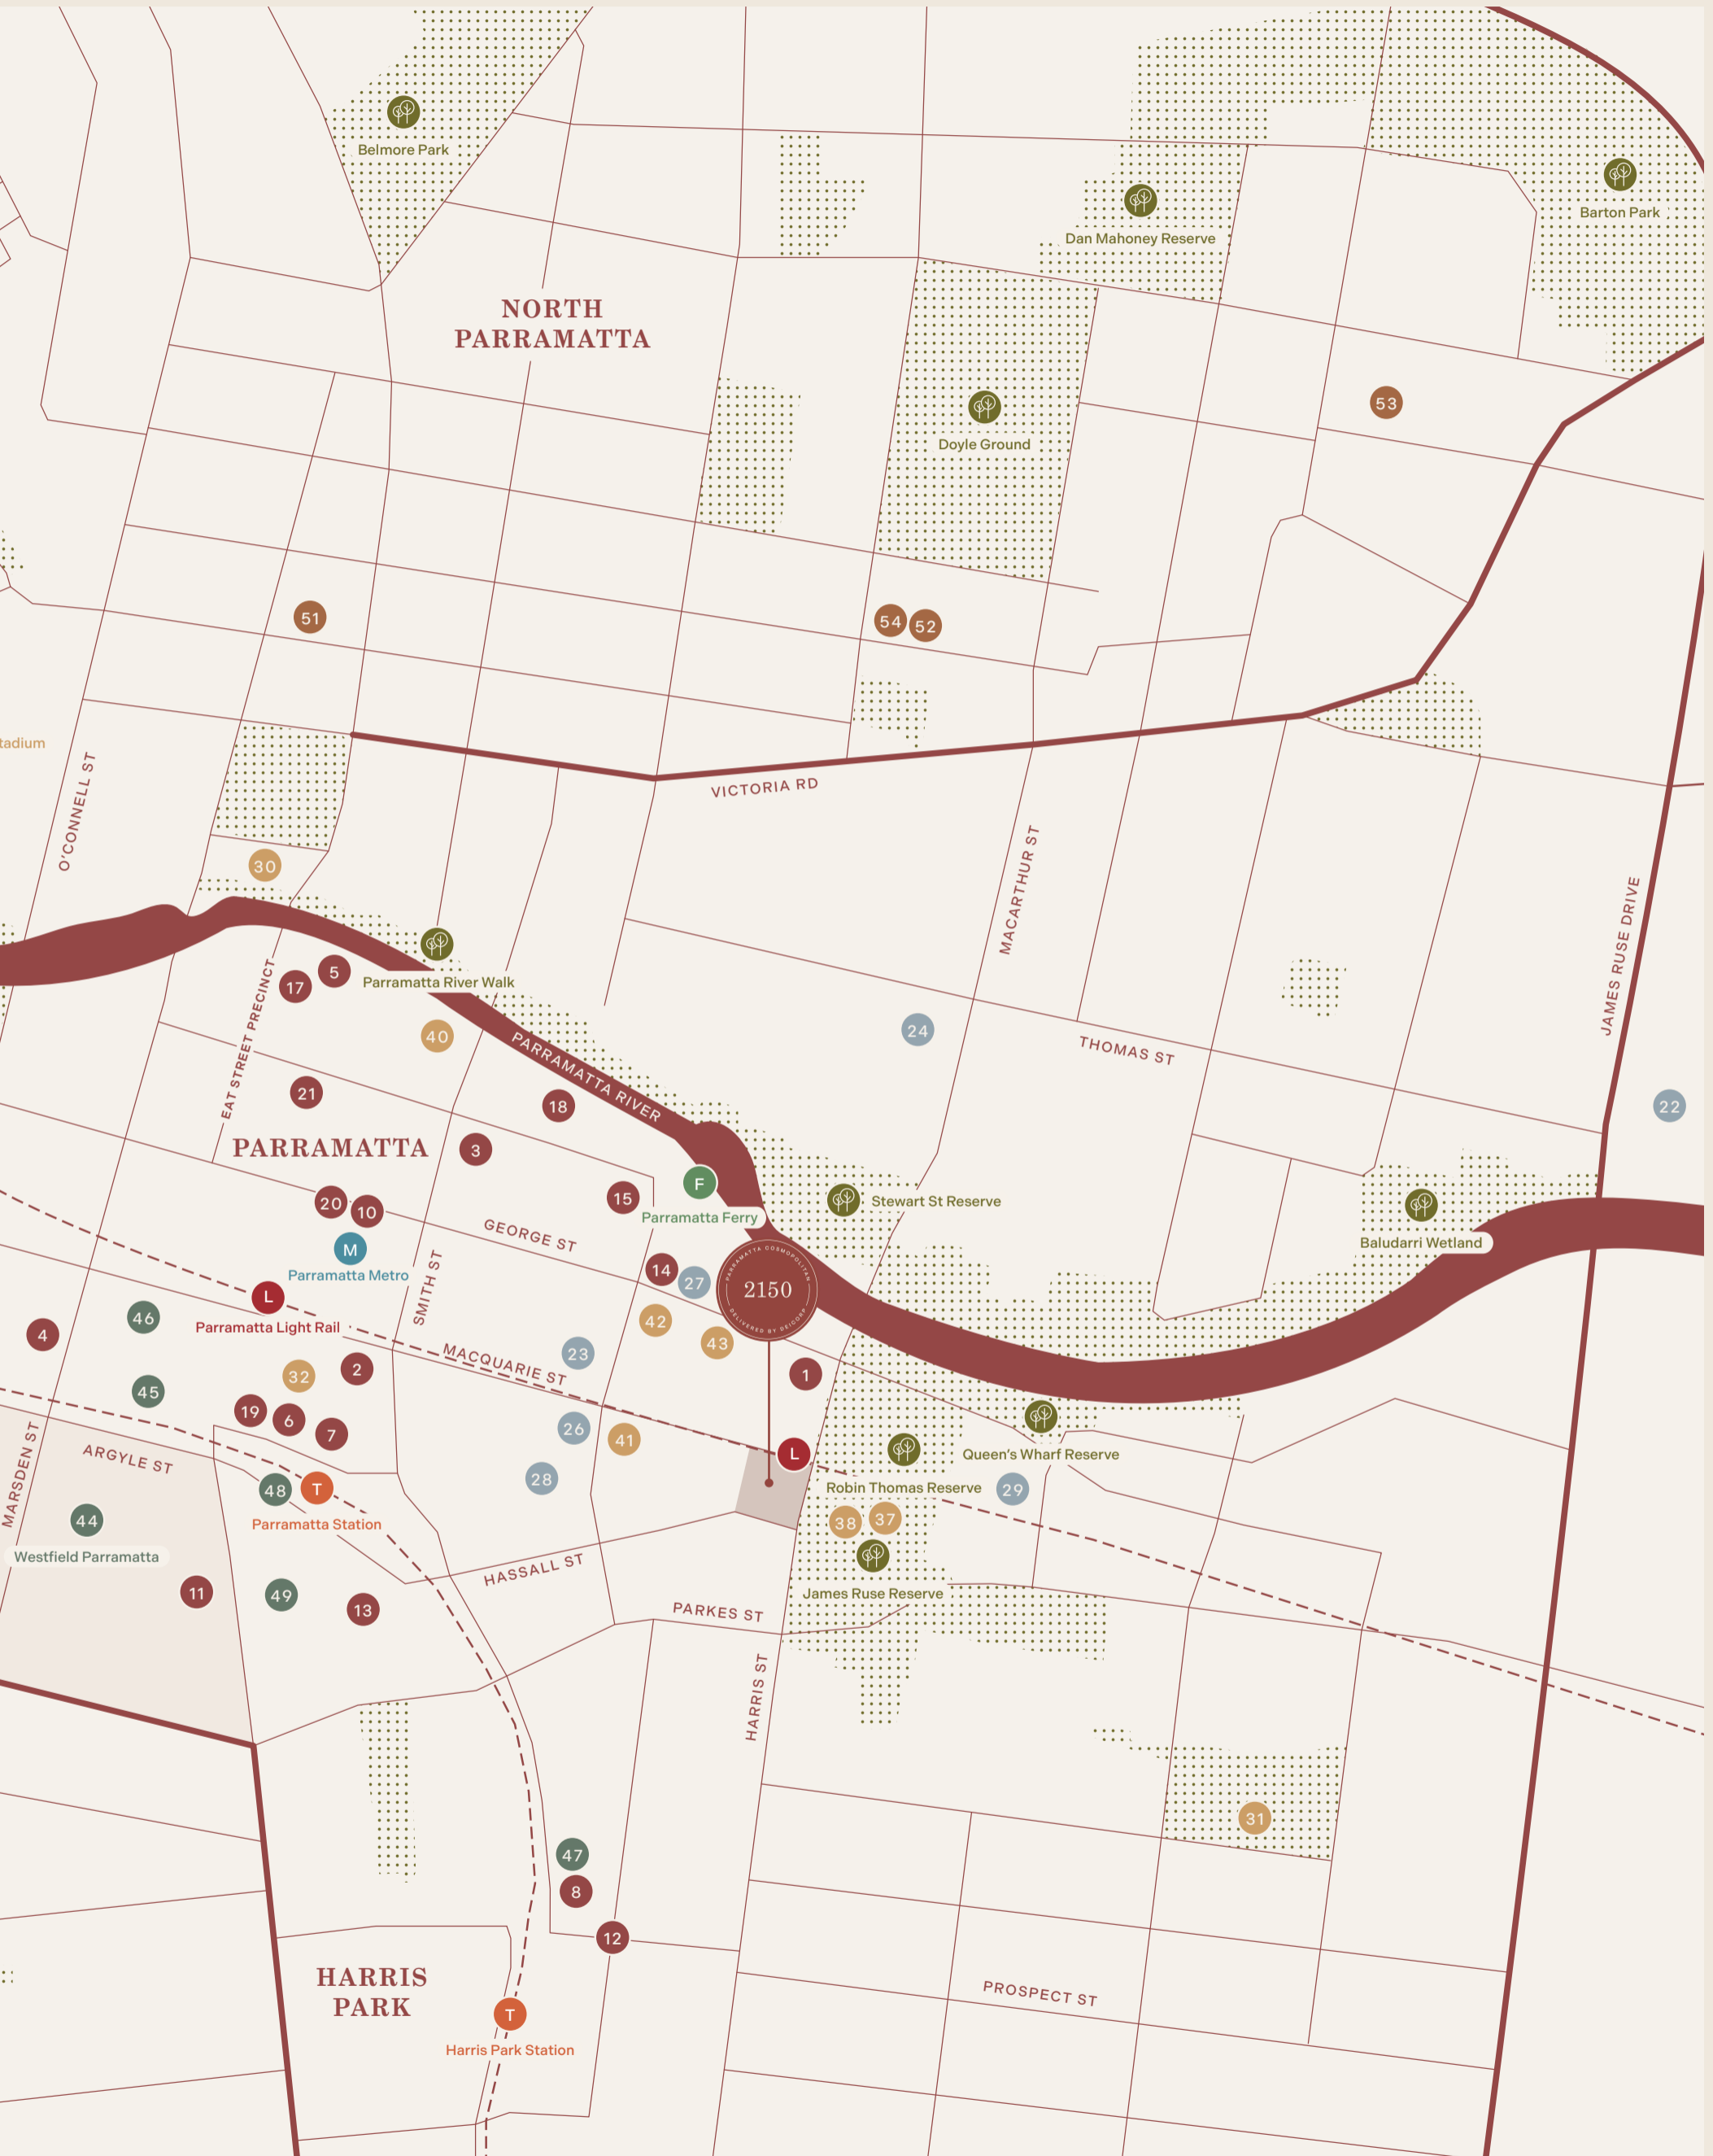 Belmore Park
Barton Park
Dan Mahoney Reserve
NORTH
PARRAMATTA
53
Doyle Ground
51
54
52
tadium
VICTORIA RD
O'CONNELL ST
30
MACARTHUR ST
JAMES RUSE DRIVE
5
17
Parramatta River Walk
EAT STREET PRECINCT
40
24
PARRAMATTA RIVER
THOMAS ST
21
18
22
PARRAMATTA
3
F
15
20
10
Stewart St Reserve
Parramatta Ferry
GEORGE ST
M
Baludarri Wetland
Parramatta Metro
SMITH ST
14
27
PARRAMATTA COSMOPOLITAN
2150
DELIVERED BY DEICORP
L
46
Parramatta Light Rail
42
4
43
23
MACQUARIE ST
2
32
1
45
19
6
7
26
41
L
Queen's Wharf Reserve
MARSDEN ST
ARGYLE ST
28
48
T
Robin Thomas Reserve
29
44
Parramatta Station
38
37
Westfield Parramatta
HASSALL ST
11
49
13
James Ruse Reserve
PARKES ST
HARRIS ST
31
47
8
12
HARRIS
PARK
PROSPECT ST
T
Harris Park Station